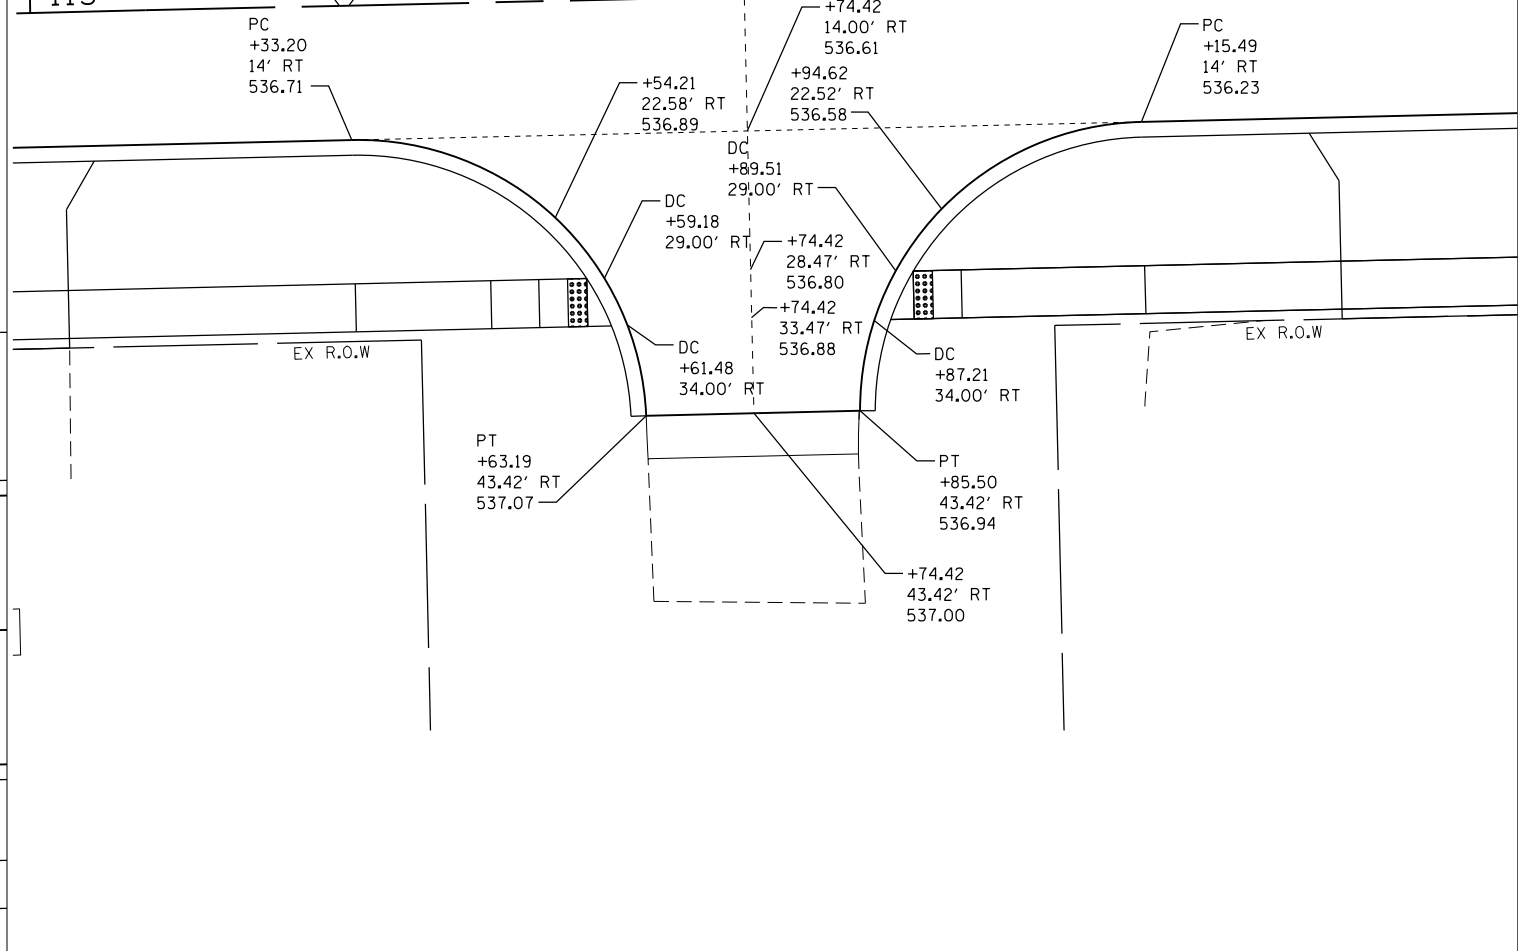 +74.42
14.00' RT
536.61
PC
+33.20
14' RT
536.71
PC
+15.49
14' RT
536.23
+54.21
22.58' RT
536.89
+94.62
22.52' RT
536.58
DC
+89.51
29.00' RT
DC
+59.18
29.00' RT
+74.42
28.47' RT
536.80
+74.42
33.47' RT
536.88
EX R.O.W
EX R.O.W
DC
+61.48
34.00' RT
DC
+87.21
34.00' RT
PT
+63.19
43.42' RT
537.07
PT
+85.50
43.42' RT
536.94
+74.42
43.42' RT
537.00